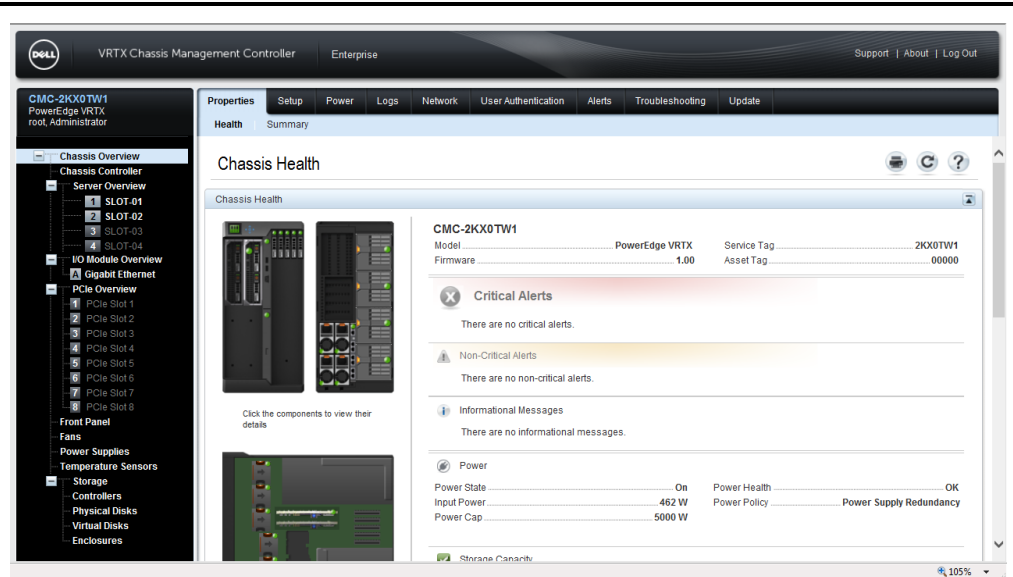 DELL
VRTX Chassis Management Controller
Enterprise
Support | About | Log Out
CMC-2KX0TW1
PowerEdge VRTX
root, Administrator
Properties Setup Power Logs Network User Authentication Alerts Troubleshooting Update
Health Summary
Chassis Overview
Chassis Controller
Server Overview
1 SLOT-01
2 SLOT-02
3 SLOT-03
4 SLOT-04
I/O Module Overview
A Gigabit Ethernet
PCIe Overview
1 PCIe Slot 1
2 PCIe Slot 2
3 PCIe Slot 3
4 PCIe Slot 4
5 PCIe Slot 5
6 PCIe Slot 6
7 PCIe Slot 7
8 PCIe Slot 8
Front Panel
Fans
Power Supplies
Temperature Sensors
Storage
Controllers
Physical Disks
Virtual Disks
Enclosures
Chassis Health
Chassis Health
Click the components to view their
details
CMC-2KX0TW1
Model PowerEdge VRTX Service Tag 2KX0TW1
Firmware 1.00 Asset Tag 00000
Critical Alerts
There are no critical alerts.
Non-Critical Alerts
There are no non-critical alerts.
Informational Messages
There are no informational messages.
Power
Power State On Power Health OK
Input Power 462 W Power Policy Power Supply Redundancy
Power Cap 5000 W
Storage Capacity
105%